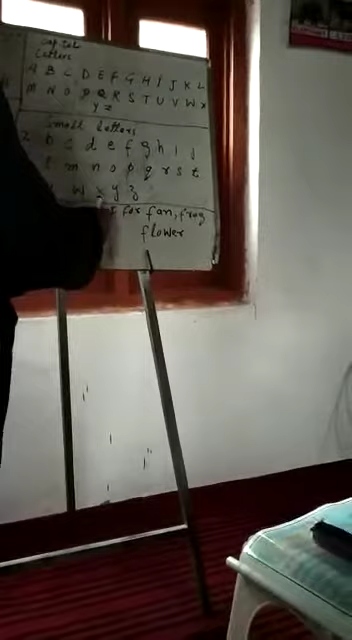 Capital
Letters
A B C D E F G H I J K L
M N O P Q R S T U V W X
Y Z
Small Letters
b c d e f g h i j
l m n o p q r s t
w x y z
f for fan, frog
flower